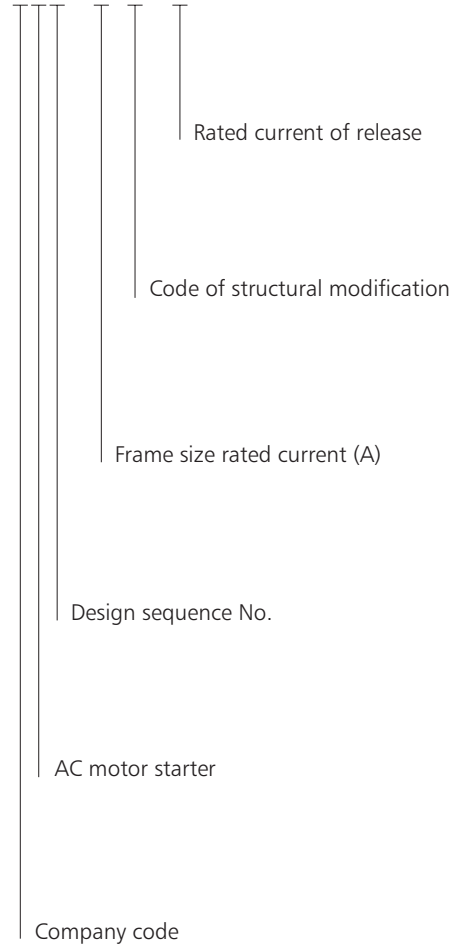 Rated current of release
Code of structural modification
Frame size rated current (A)
Design sequence No.
AC motor starter
Company code